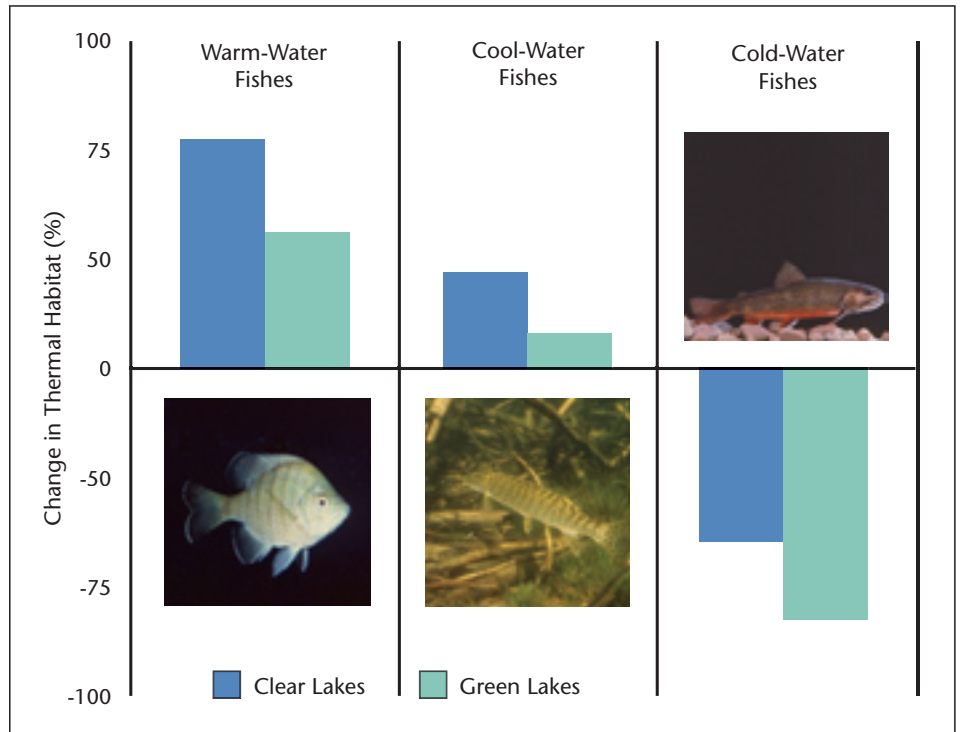 100
Warm-Water
Fishes
Cool-Water
Fishes
Cold-Water
Fishes
75
50
0
-50
-75
-100
Change in Thermal Habitat (%)
Clear Lakes
Green Lakes